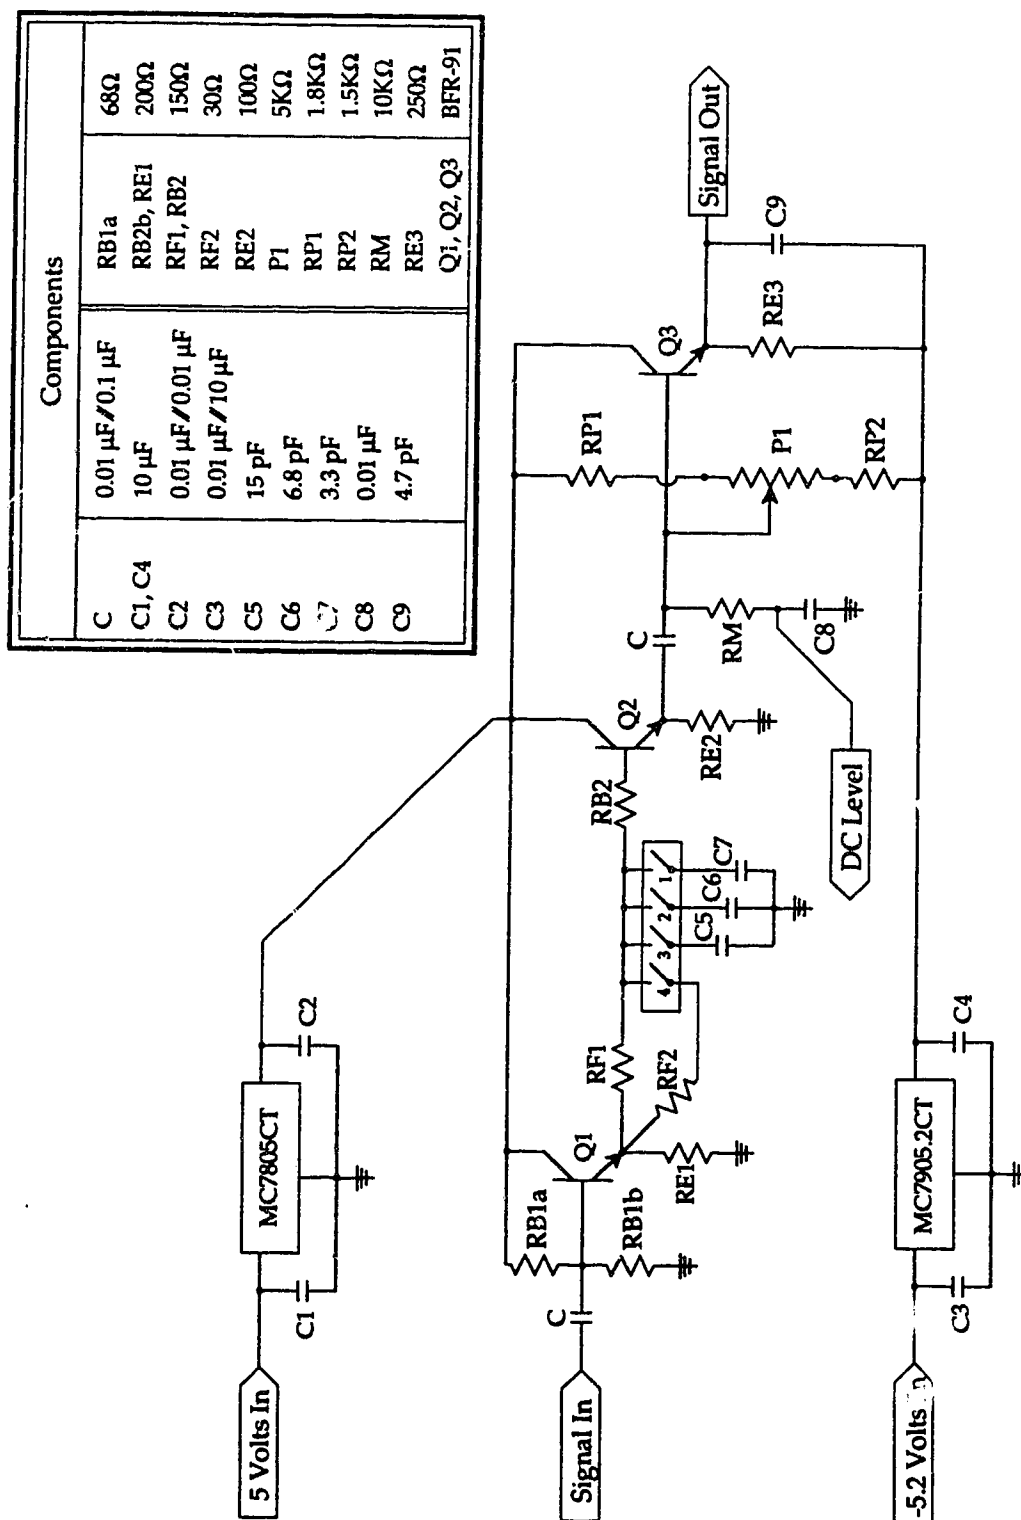 Components
C 0.01 µF//0.1 µF RB1a 68Ω
C1, C4 10 µF RB2b, RE1 200Ω
C2 0.01 µF//0.01 µF RF1, RB2 150Ω
C3 0.01 µF//10 µF RF2 30Ω
C5 15 pF RE2 100Ω
C6 6.8 pF P1 5KΩ
C7 3.3 pF RP1 1.8KΩ
C8 0.01 µF RP2 1.5KΩ
C9 4.7 pF RM 10KΩ
RE3 250Ω
Q1, Q2, Q3 BFR-91
5 Volts In
C1
MC7805CT
C2
Signal In
C
RB1a
RB1b
Q1
RE1
RF1
RF2
4 3 2 1
C5
C6
C7
RB2
Q2
RE2
C
RM
C8
DC Level
RP1
P1
RP2
Q3
RE3
C9
Signal Out
-5.2 Volts In
C3
MC7905.2CT
C4